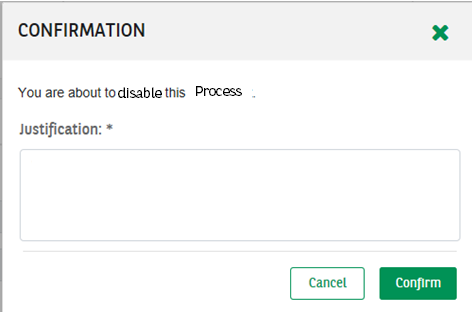 CONFIRMATION
You are about to disable this Process .
Justification: *
Cancel Confirm